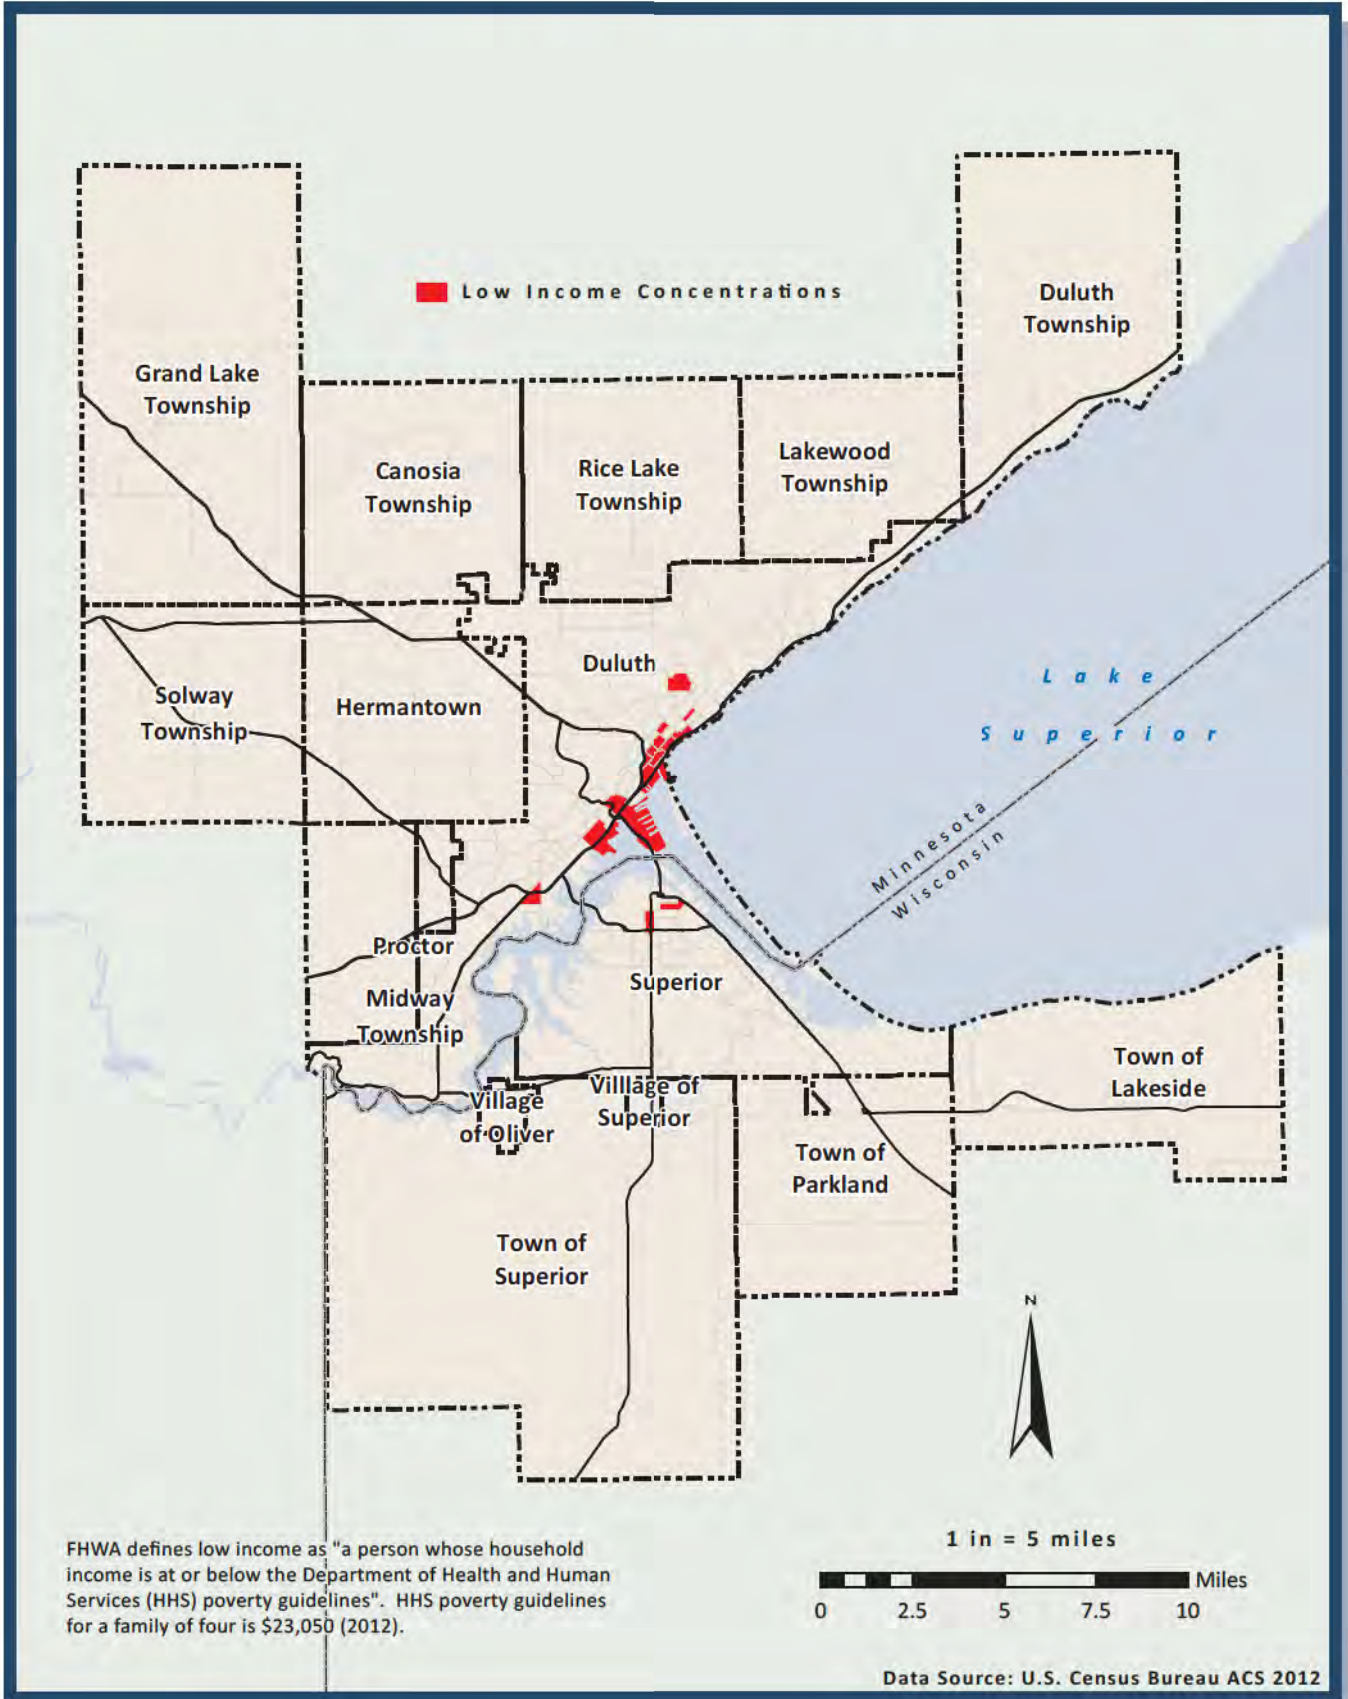 Low Income Concentrations
Duluth
Township
Grand Lake
Township
Canosia
Township
Rice Lake
Township
Lakewood
Township
Duluth
Solway
Township
Hermantown
Lake
Superior
Minnesota
Wisconsin
Proctor
Midway
Township
Superior
Village
of Oliver
Villlage of
Superior
Town of
Lakeside
Town of
Parkland
Town of
Superior
N
FHWA defines low income as "a person whose household
income is at or below the Department of Health and Human
Services (HHS) poverty guidelines".  HHS poverty guidelines
for a family of four is $23,050 (2012).
1 in = 5 miles
Miles
0 2.5 5 7.5 10
Data Source: U.S. Census Bureau ACS 2012